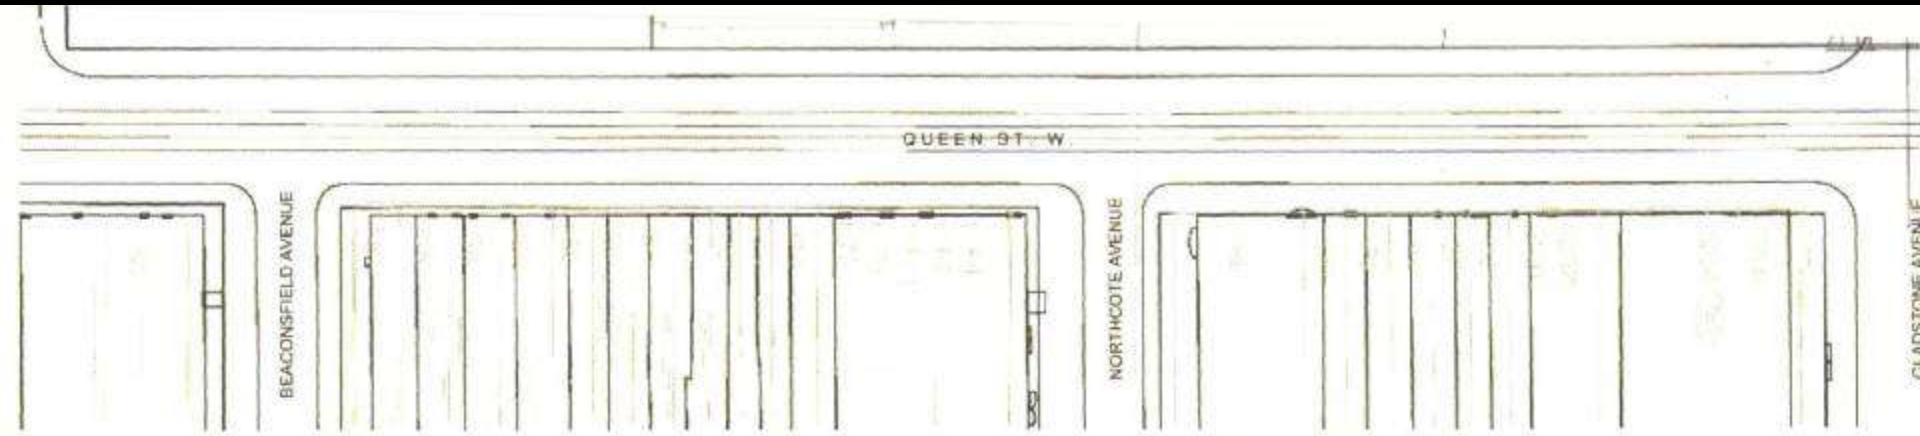 QUEEN ST. W.
BEACONSFIELD AVENUE
NORTHCOTE AVENUE
GLADSTONE AVENUE